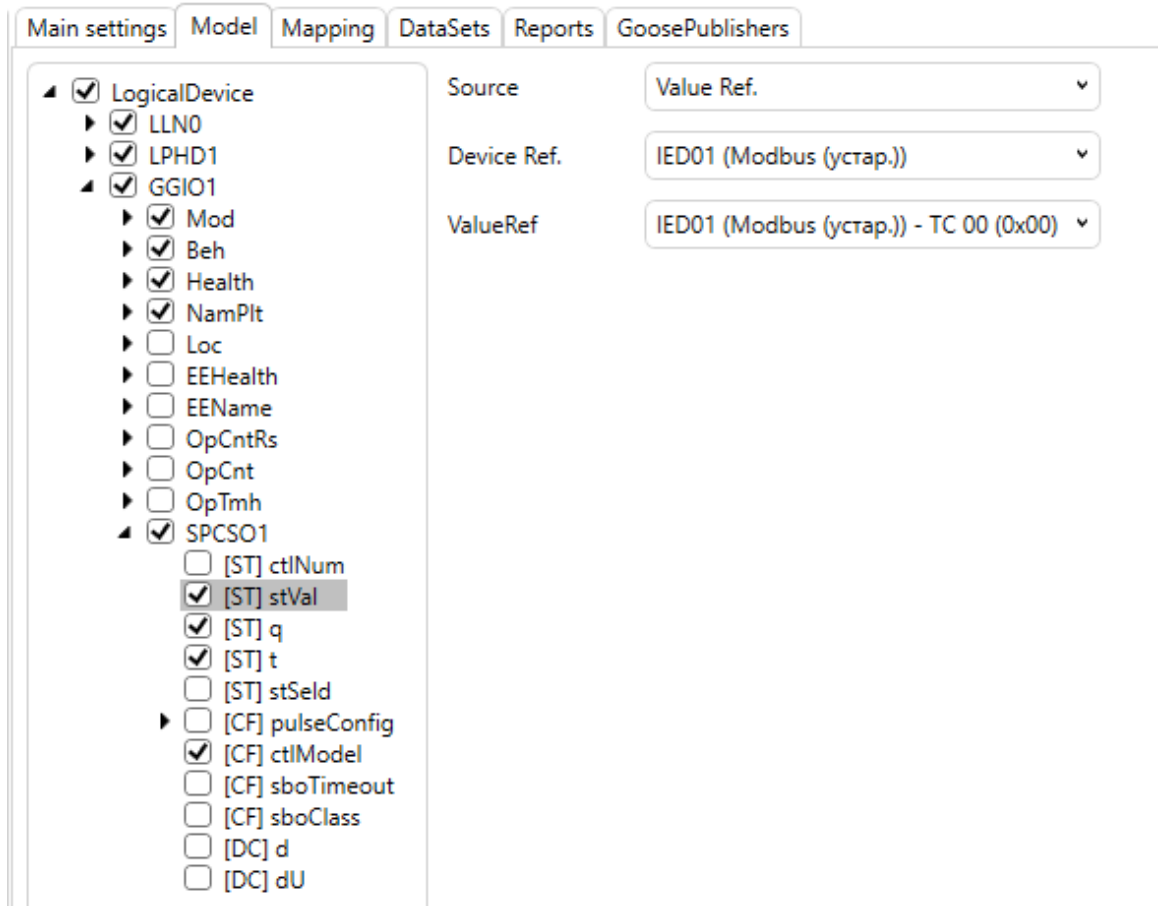 Main settings Model Mapping DataSets Reports GoosePublishers
LogicalDevice
LLN0
LPHD1
GGIO1
Mod
Beh
Health
NamPlt
Loc
EEHealth
EEName
OpCntRs
OpCnt
OpTmh
SPCSO1
[ST] ctlNum
[ST] stVal
[ST] q
[ST] t
[ST] stSeld
[CF] pulseConfig
[CF] ctlModel
[CF] sboTimeout
[CF] sboClass
[DC] d
[DC] dU
Source Value Ref.
Device Ref. IED01 (Modbus (устар.))
ValueRef IED01 (Modbus (устар.)) - ТС 00 (0x00)